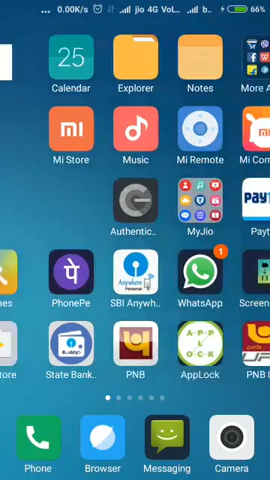 ... 0.00K/s jio 4G VoL... b... 66%
25
Calendar Explorer Notes More A
mi
Mi Store Music Mi Remote Mi Com
Payt
Authentic.. MyJio Payt
1
Anywhere
Personal
mes PhonePe SBI Anywh.. WhatsApp Screen
Buddy
APP
LOCK
pnb
tore State Bank.. PNB AppLock
Phone Browser Messaging Camera